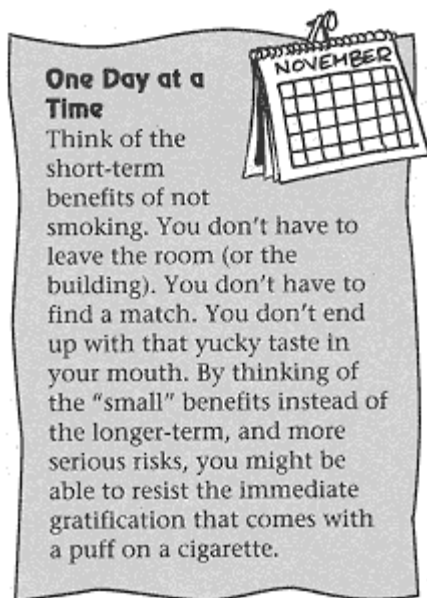 NOVEMBER
One Day at a
Time
Think of the
short-term
benefits of not
smoking. You don't have to
leave the room (or the
building). You don't have to
find a match. You don't end
up with that yucky taste in
your mouth. By thinking of
the "small" benefits instead of
the longer-term, and more
serious risks, you might be
able to resist the immediate
gratification that comes with
a puff on a cigarette.